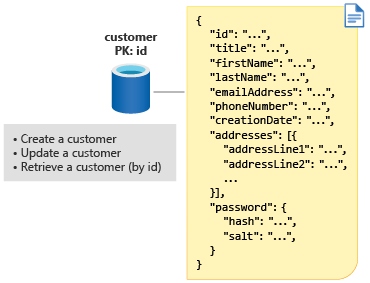 customer
PK: id
• Create a customer
• Update a customer
• Retrieve a customer (by id)
{
"id": "...",
"title": "...",
"firstName": "...",
"lastName": "...",
"emailAddress": "...",
"phoneNumber": "...",
"creationDate": "...",
"addresses": [{
"addressLine1": "...",
"addressLine2": "...",
...
}],
"password": {
"hash": "...",
"salt": "...",
}
}